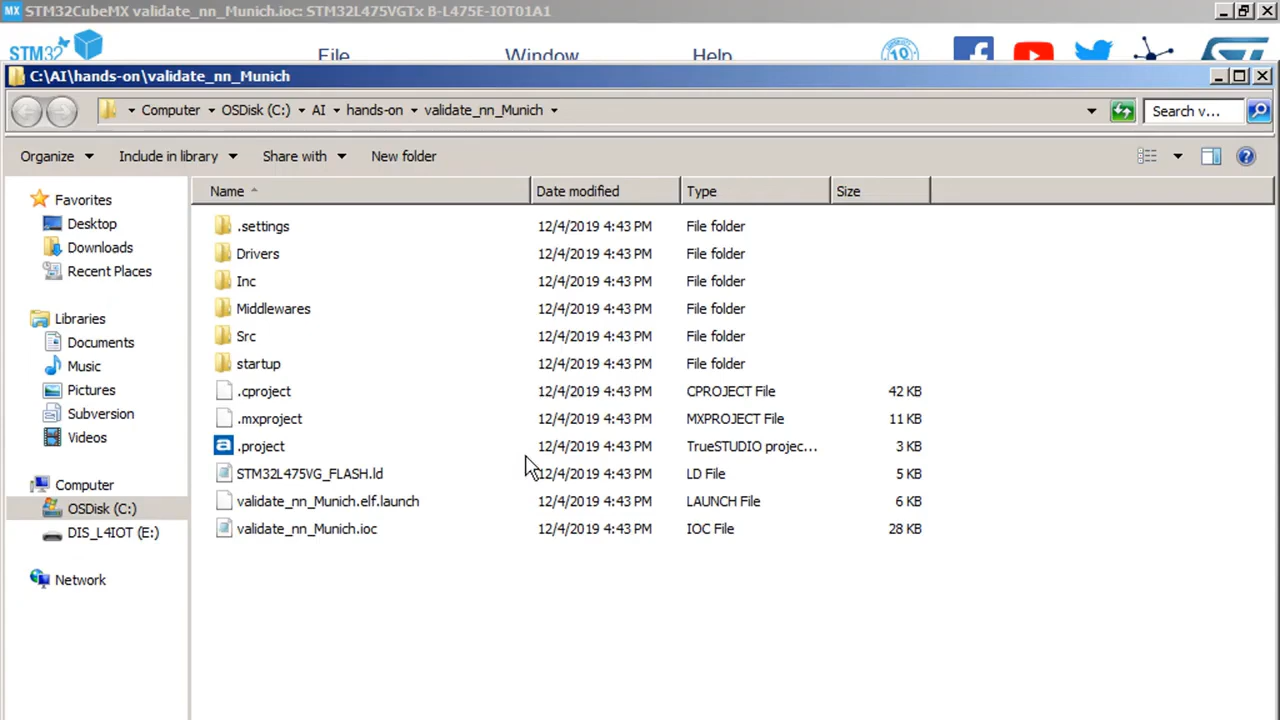 MX STM32CubeMX validate_nn_Munich.ioc: STM32L475VGTx B-L475E-IOT01A1
STM32 File Window Help 10
C:\AI\hands-on\validate_nn_Munich
Computer OSDisk (C:) AI hands-on validate_nn_Munich Search v...
Organize Include in library Share with New folder
Name Date modified Type Size
Favorites
Desktop
Downloads
Recent Places
Libraries
Documents
Music
Pictures
Subversion
Videos
Computer
OSDisk (C:)
DIS_L4IOT (E:)
Network
.settings 12/4/2019 4:43 PM File folder
Drivers 12/4/2019 4:43 PM File folder
Inc 12/4/2019 4:43 PM File folder
Middlewares 12/4/2019 4:43 PM File folder
Src 12/4/2019 4:43 PM File folder
startup 12/4/2019 4:43 PM File folder
.cproject 12/4/2019 4:43 PM CPROJECT File 42 KB
.mxproject 12/4/2019 4:43 PM MXPROJECT File 11 KB
.project 12/4/2019 4:43 PM TrueSTUDIO projec... 3 KB
STM32L475VG_FLASH.ld 12/4/2019 4:43 PM LD File 5 KB
validate_nn_Munich.elf.launch 12/4/2019 4:43 PM LAUNCH File 6 KB
validate_nn_Munich.ioc 12/4/2019 4:43 PM IOC File 28 KB